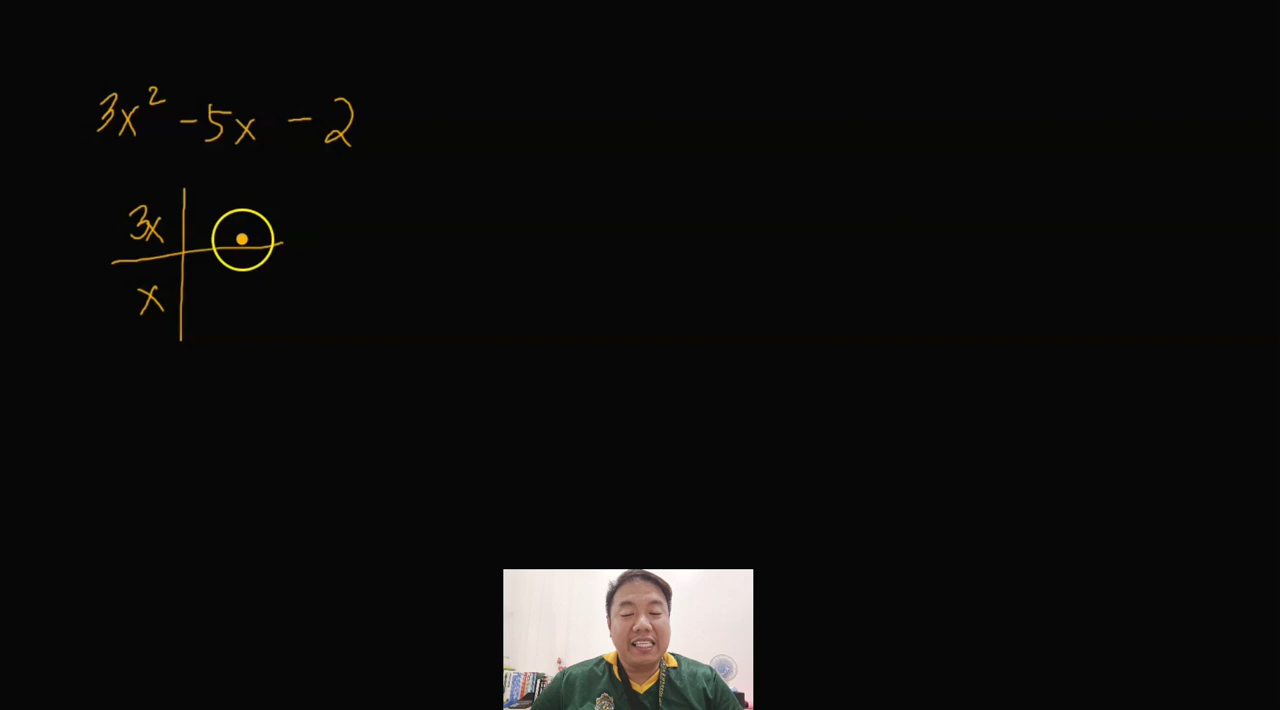 3x² - 5x - 2
3x
x